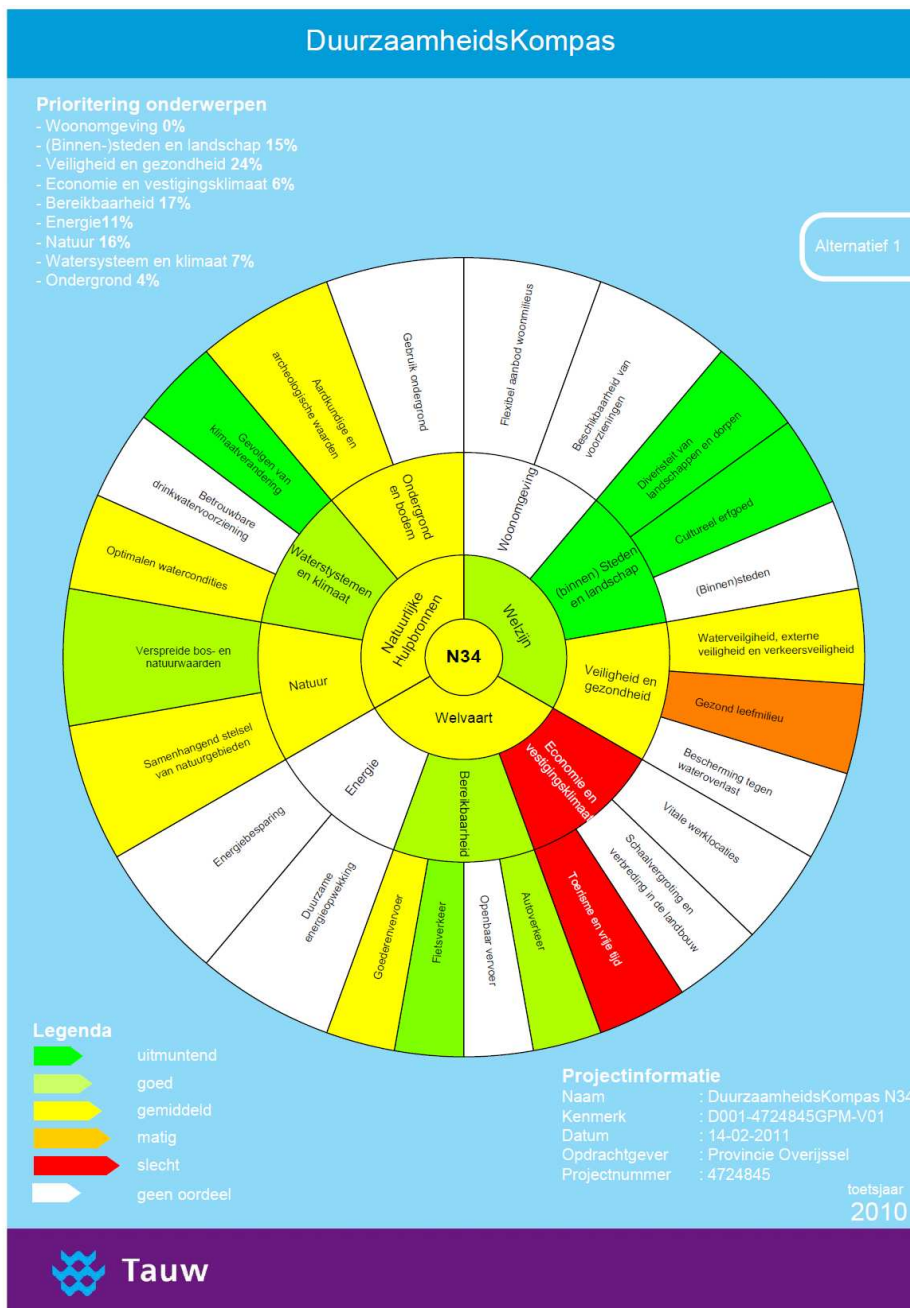 DuurzaamheidsKompas
Prioritering onderwerpen
- Woonomgeving 0%
- (Binnen-)steden en landschap 15%
- Veiligheid en gezondheid 24%
- Economie en vestigingsklimaat 6%
- Bereikbaarheid 17%
- Energie11%
- Natuur 16%
- Watersysteem en klimaat 7%
- Ondergrond 4%
Alternatief 1
N34
Welzijn
Welvaart
Natuurlijke
Hulpbronnen
Woonomgeving
(binnen) Steden
en landschap
Veiligheid en
gezondheid
Economie en
vestigingsklimaat
Bereikbaarheid
Energie
Natuur
Waterstystemen
en klimaat
Ondergrond
en bodem
Flexibel aanbod woonmilieus
Beschikbaarheid van
voorzieningen
Diveristeit van
landschappen en dorpen
Cultureel erfgoed
(Binnen)steden
Waterveilgiheid, externe
veiligheid en verkeersveiligheid
Gezond leefmilieu
Bescherming tegen
wateroverlast
Vitale werklocaties
Schaalvergroting en
verbreding in de landbouw
Toerisme en vrije tijd
Autoverkeer
Openbaar vervoer
Fietsverkeer
Goederenvervoer
Duurzame
energieopwekking
Energiebesparing
Samenhangend stelsel
van natuurgebieden
Verspreide bos- en
natuurwaarden
Optimalen watercondities
Betrouwbare
drinkwatervoorziening
Gevolgen van
klimaatverandering
Aardkundige en
archeologische waarden
Gebruik ondergrond
Legenda
uitmuntend
goed
gemiddeld
matig
slecht
geen oordeel
Projectinformatie
Naam : DuurzaamheidsKompas N34
Kenmerk : D001-4724845GPM-V01
Datum : 14-02-2011
Opdrachtgever : Provincie Overijssel
Projectnummer : 4724845
toetsjaar
2010
Tauw